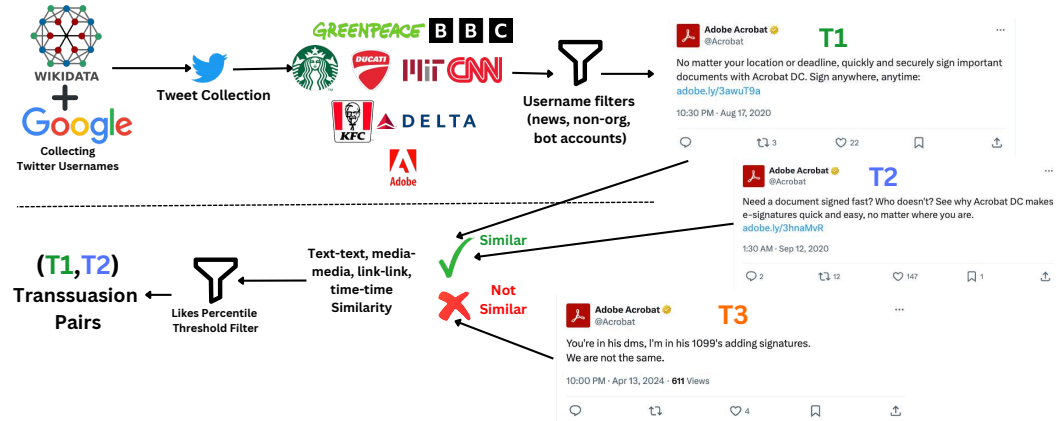 WIKIDATA
Google
Collecting
Twitter Usernames
Tweet Collection
GREENPEACE
B B C
DUCATI
MIT
CNN
KFC
DELTA
Adobe
Username filters
(news, non-org,
bot accounts)
Adobe Acrobat
@Acrobat
T1
No matter your location or deadline, quickly and securely sign important
documents with Acrobat DC. Sign anywhere, anytime:
adobe.ly/3awuT9a
10:30 PM · Aug 17, 2020
3
22
Adobe Acrobat
@Acrobat
T2
Need a document signed fast? Who doesn't? See why Acrobat DC makes
e-signatures quick and easy, no matter where you are.
adobe.ly/3hnaMvR
1:30 AM · Sep 12, 2020
2
12
147
1
Similar
Not
Similar
Adobe Acrobat
@Acrobat
T3
You're in his dms, I'm in his 1099's adding signatures.
We are not the same.
10:00 PM · Apr 13, 2024 · 611 Views
4
Text-text, media-
media, link-link,
time-time
Similarity
Likes Percentile
Threshold Filter
(T1,T2)
Transsuasion
Pairs